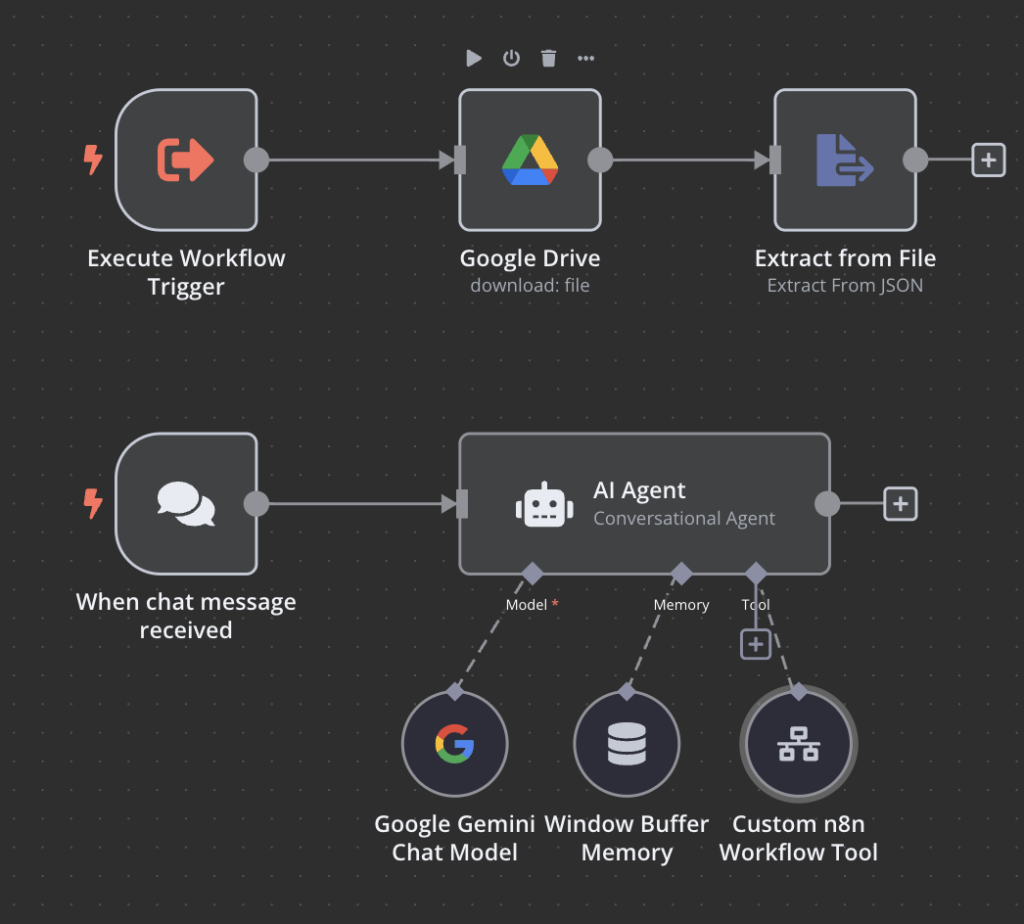 Execute Workflow
Trigger
Google Drive
download: file
Extract from File
Extract From JSON
When chat message
received
AI Agent
Conversational Agent
Model *
Memory
Tool
Google Gemini
Chat Model
Window Buffer
Memory
Custom n8n
Workflow Tool